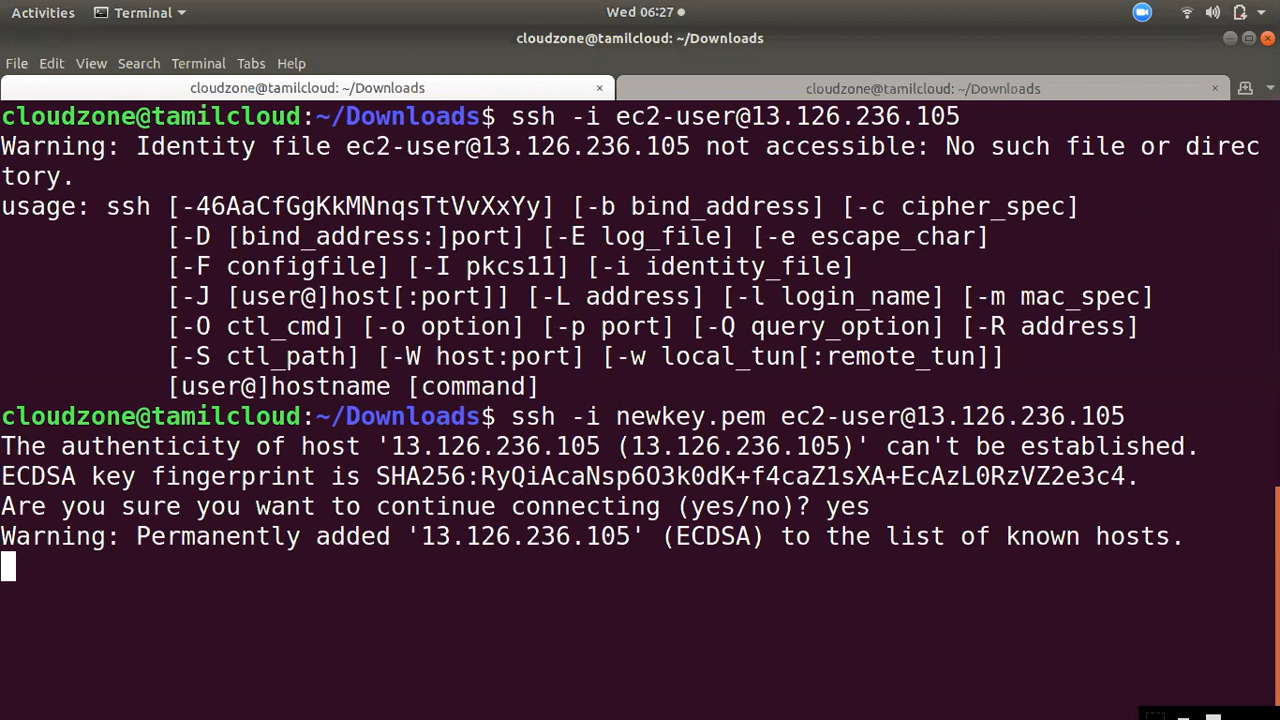 Activities Terminal Wed 06:27
cloudzone@tamilcloud: ~/Downloads
File Edit View Search Terminal Tabs Help
cloudzone@tamilcloud: ~/Downloads × cloudzone@tamilcloud: ~/Downloads ×
cloudzone@tamilcloud:~/Downloads$ ssh -i ec2-user@13.126.236.105
Warning: Identity file ec2-user@13.126.236.105 not accessible: No such file or direc
tory.
usage: ssh [-46AaCfGgKkMNnqsTtVvXxYy] [-b bind_address] [-c cipher_spec]
[-D [bind_address:]port] [-E log_file] [-e escape_char]
[-F configfile] [-I pkcs11] [-i identity_file]
[-J [user@]host[:port]] [-L address] [-l login_name] [-m mac_spec]
[-O ctl_cmd] [-o option] [-p port] [-Q query_option] [-R address]
[-S ctl_path] [-W host:port] [-w local_tun[:remote_tun]]
[user@]hostname [command]
cloudzone@tamilcloud:~/Downloads$ ssh -i newkey.pem ec2-user@13.126.236.105
The authenticity of host '13.126.236.105 (13.126.236.105)' can't be established.
ECDSA key fingerprint is SHA256:RyQiAcaNsp6O3k0dK+f4caZ1sXA+EcAzL0RzVZ2e3c4.
Are you sure you want to continue connecting (yes/no)? yes
Warning: Permanently added '13.126.236.105' (ECDSA) to the list of known hosts.